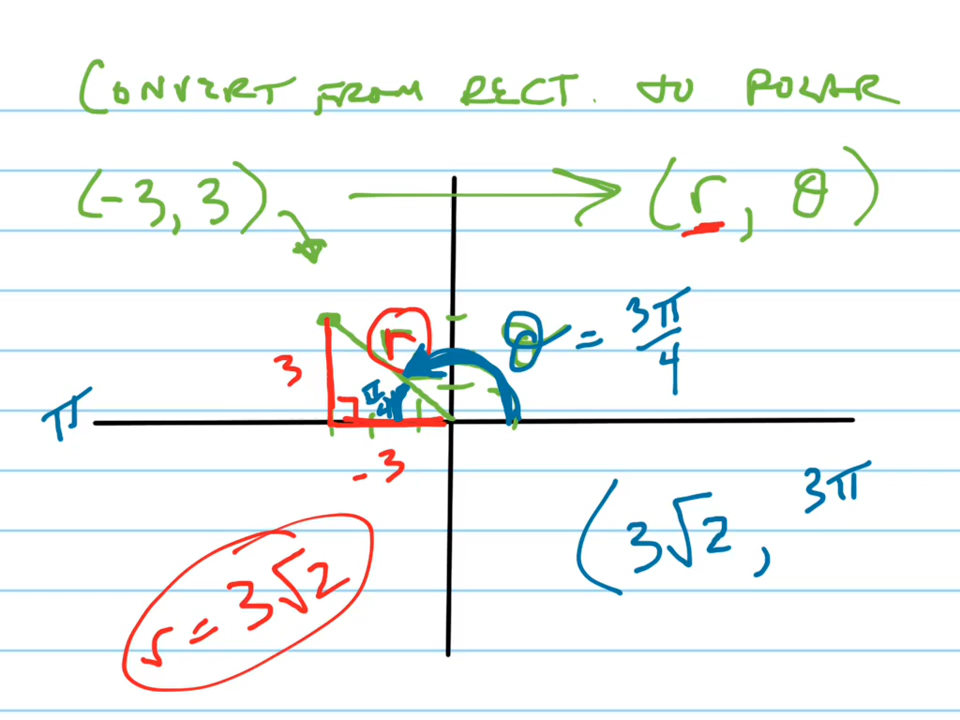 CONVERT FROM RECT. TO POLAR
(-3, 3) → (r, θ)
r
θ = 3π/4
3
π/4
π
-3
(3√2, 3π
r = 3√2